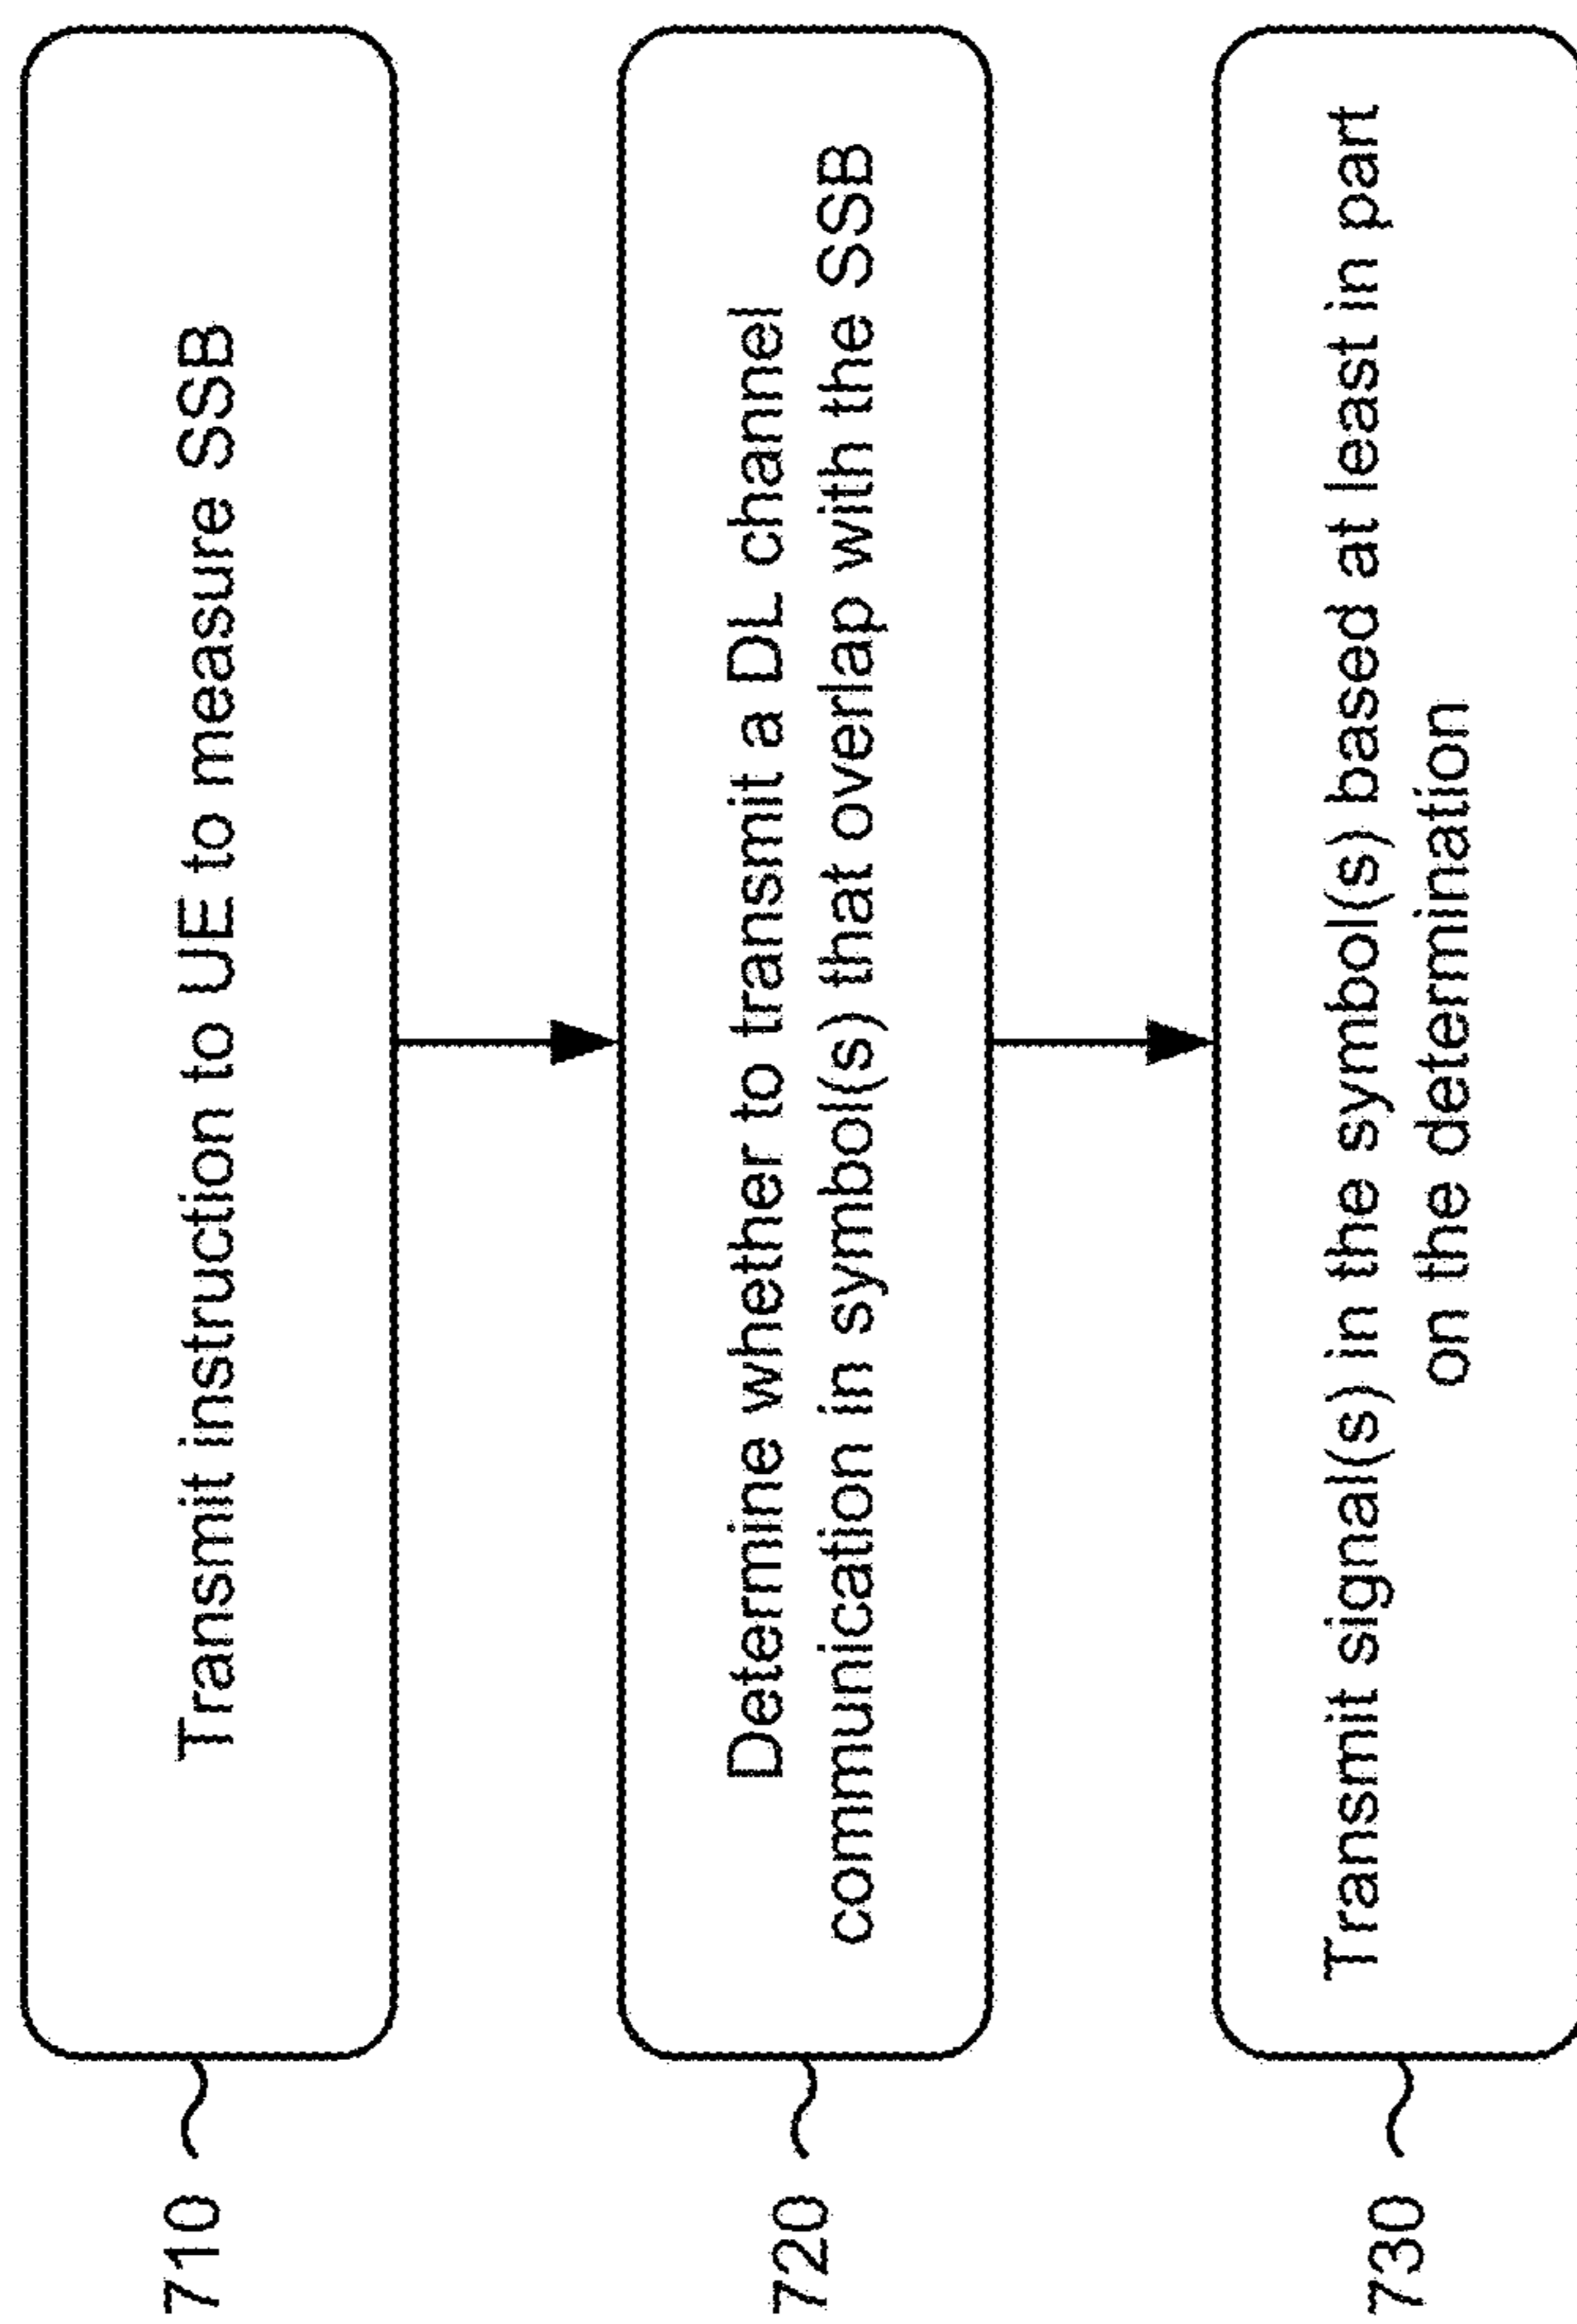 710
Transmit instruction to UE to measure SSB
720
Determine whether to transmit a DL channel
communication in symbol(s) that overlap with the SSB
730
Transmit signal(s) in the symbol(s) based at least in part
on the determination